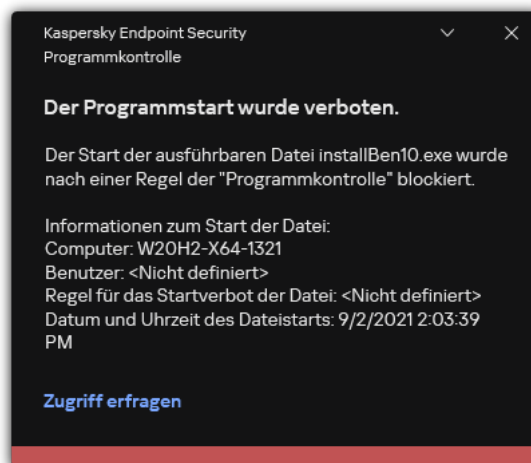 Kaspersky Endpoint Security
Programmkontrolle
Der Programmstart wurde verboten.
Der Start der ausführbaren Datei installBen10.exe wurde
nach einer Regel der "Programmkontrolle" blockiert.
Informationen zum Start der Datei:
Computer: W20H2-X64-1321
Benutzer: <Nicht definiert>
Regel für das Startverbot der Datei: <Nicht definiert>
Datum und Uhrzeit des Dateistarts: 9/2/2021 2:03:39
PM
Zugriff erfragen